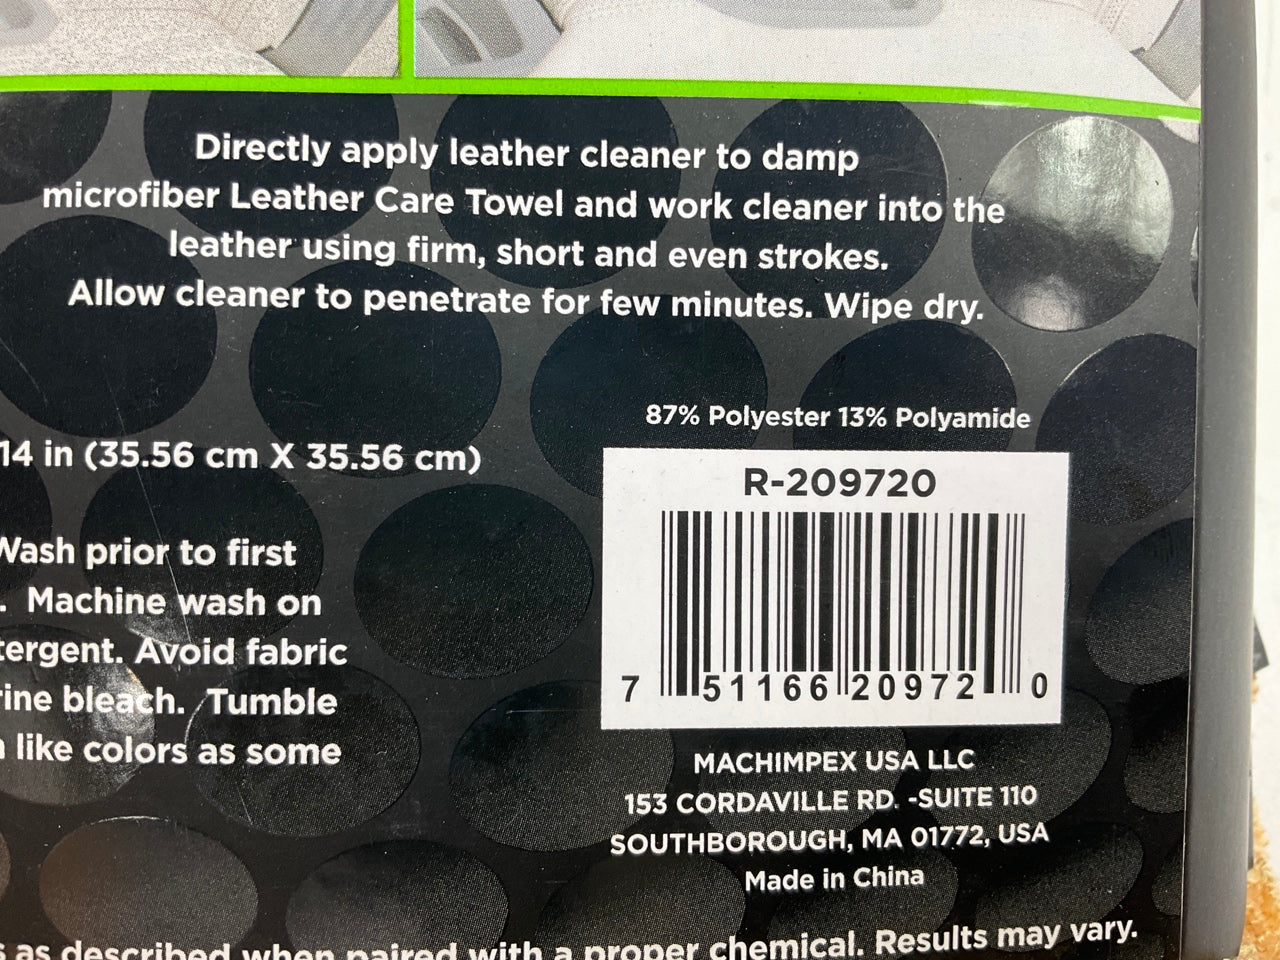 Directly apply leather cleaner to damp
microfiber Leather Care Towel and work cleaner into the
leather using firm, short and even strokes.
Allow cleaner to penetrate for few minutes. Wipe dry.
87% Polyester 13% Polyamide
14 in (35.56 cm X 35.56 cm)
R-209720
7 51166 20972 0
Wash prior to first
. Machine wash on
tergent. Avoid fabric
rine bleach. Tumble
like colors as some
MACHIMPEX USA LLC
153 CORDAVILLE RD. -SUITE 110
SOUTHBOROUGH, MA 01772, USA
Made in China
as described when paired with a proper chemical. Results may vary.